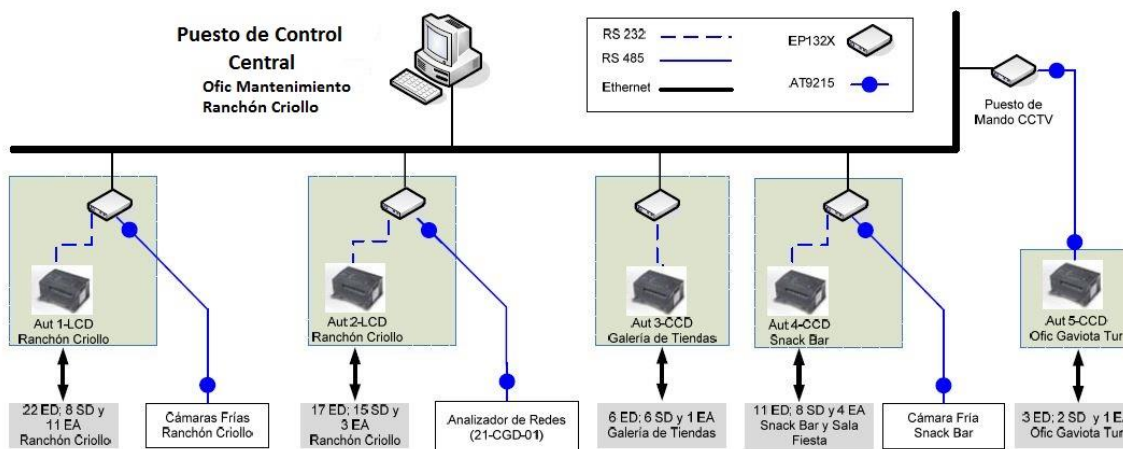 Puesto de Control
Central
Ofic Mantenimiento
Ranchón Criollo
RS 232
RS 485
Ethernet
EP132X
AT9215
Puesto de
Mando CCTV
Aut 1-LCD
Ranchón Criollo
Aut 2-LCD
Ranchón Criollo
Aut 3-CCD
Galería de Tiendas
Aut 4-CCD
Snack Bar
Aut 5-CCD
Ofic Gaviota Tur
22 ED; 8 SD y
11 EA
Ranchón Criollo
Cámaras Frías
Ranchón Criollo
17 ED; 15 SD y
3 EA
Ranchón Criollo
Analizador de Redes
(21-CGD-01)
6 ED; 6 SD y 1 EA
Galería de Tiendas
11 ED; 8 SD y 4 EA
Snack Bar y Sala
Fiesta
Cámara Fría
Snack Bar
3 ED; 2 SD y 1 EA
Ofic Gaviota Tur